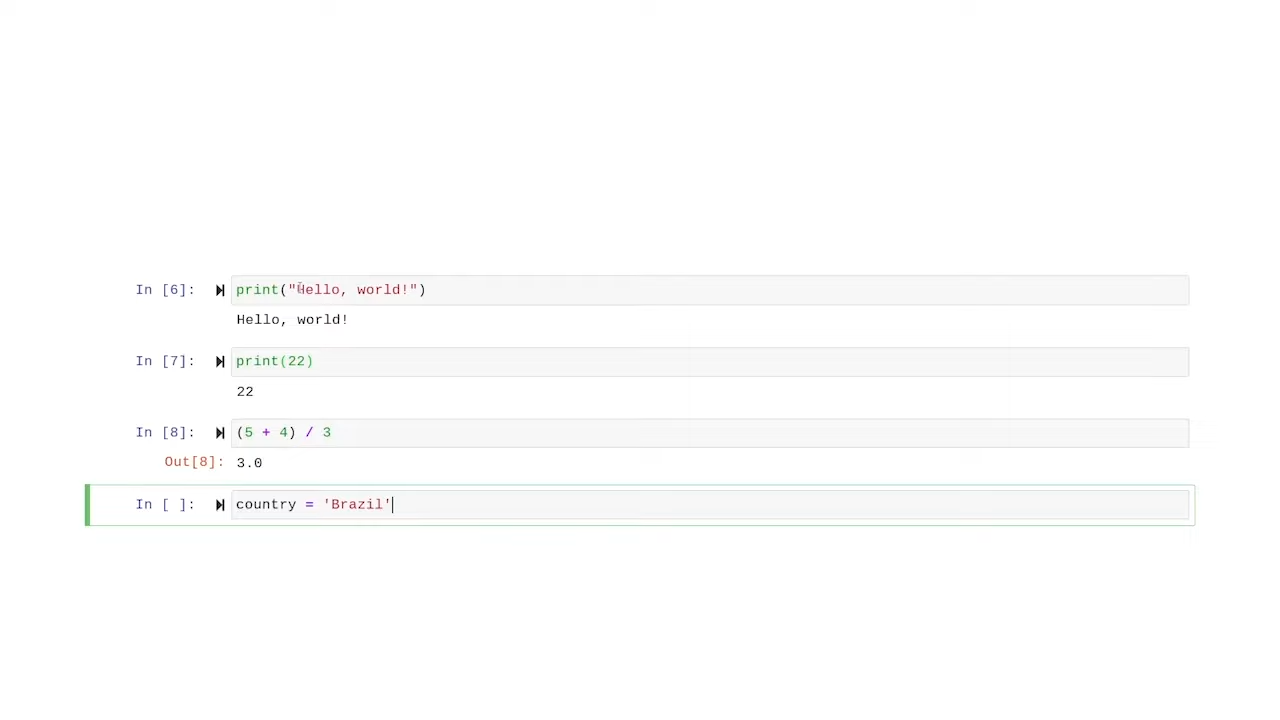 In [6]: print("Hello, world!")
Hello, world!
In [7]: print(22)
22
In [8]: (5 + 4) / 3
Out[8]: 3.0
In [ ]: country = 'Brazil'